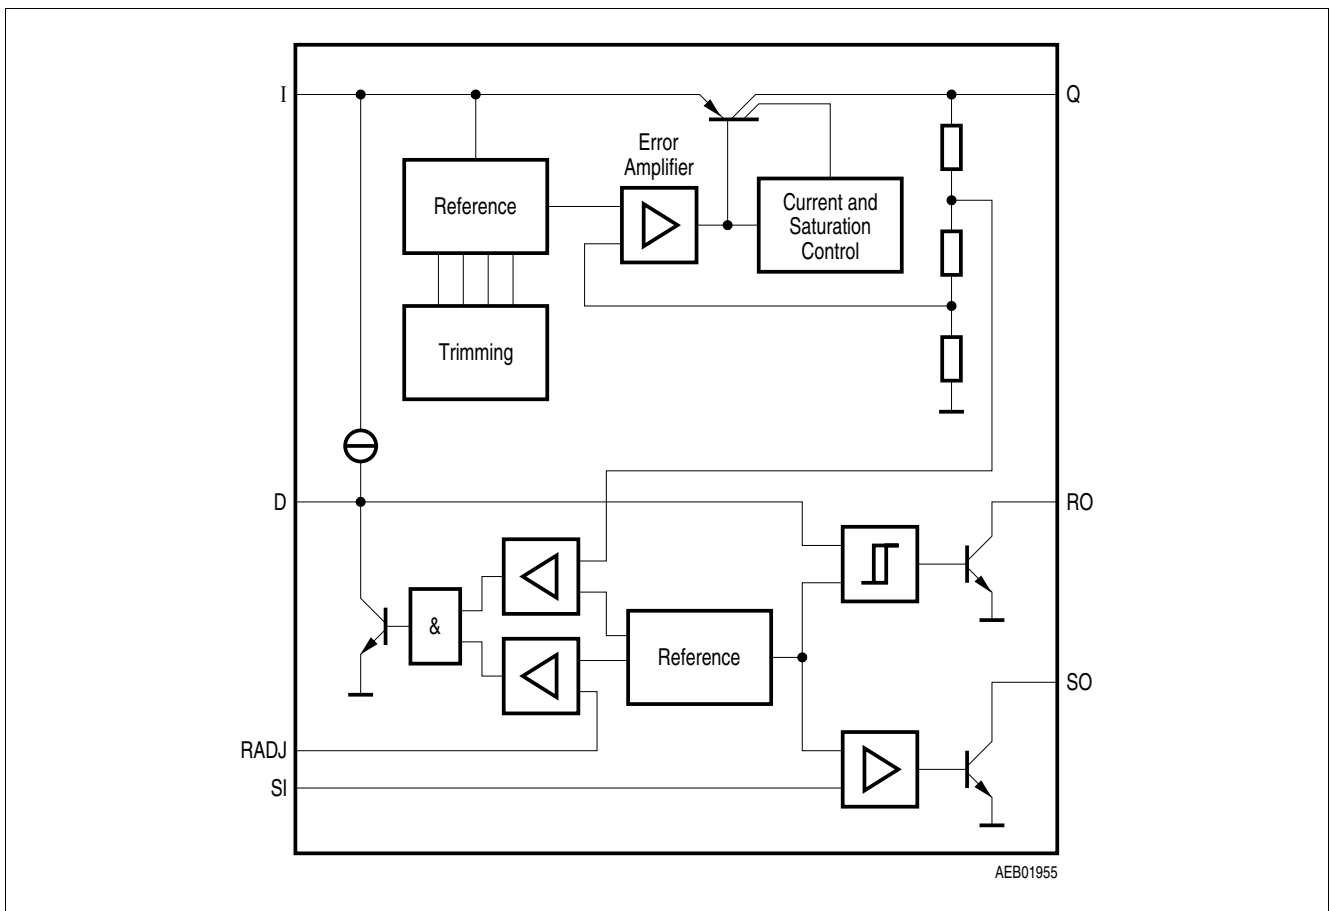 I
Q
Error
Amplifier
Reference
Current and
Saturation
Control
Trimming
D
RO
&
Reference
SO
RADJ
SI
AEB01955